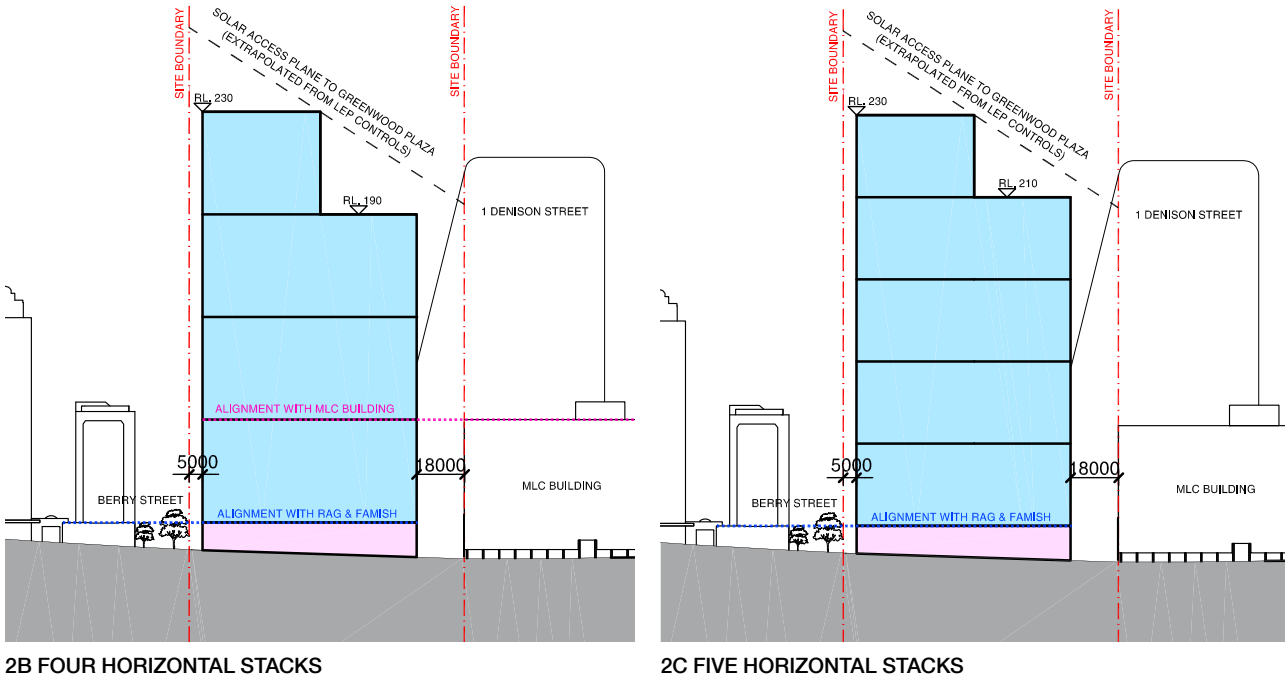 SITE BOUNDARY
SOLAR ACCESS PLANE TO GREENWOOD PLAZA
(EXTRAPOLATED FROM LEP CONTROLS)
SITE BOUNDARY
RL. 230
RL. 190
1 DENISON STREET
ALIGNMENT WITH MLC BUILDING
5000
18000
MLC BUILDING
BERRY STREET
ALIGNMENT WITH RAG & FAMISH
2B FOUR HORIZONTAL STACKS
SITE BOUNDARY
SOLAR ACCESS PLANE TO GREENWOOD PLAZA
(EXTRAPOLATED FROM LEP CONTROLS)
SITE BOUNDARY
RL. 230
RL. 210
1 DENISON STREET
5000
18000
MLC BUILDING
BERRY STREET
ALIGNMENT WITH RAG & FAMISH
2C FIVE HORIZONTAL STACKS